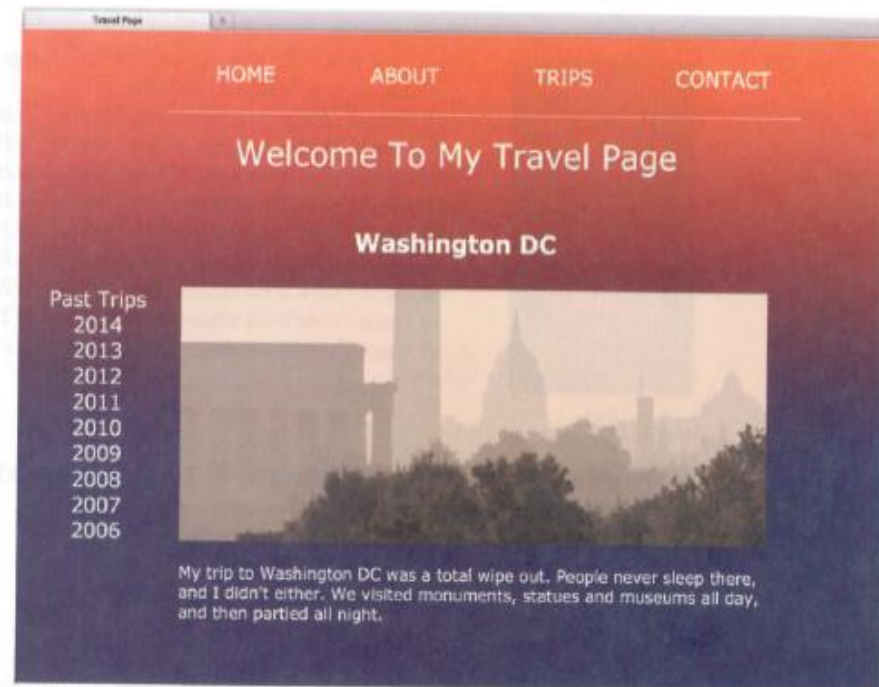 Travel Page
HOME ABOUT TRIPS CONTACT
Welcome To My Travel Page
Washington DC
Past Trips
2014
2013
2012
2011
2010
2009
2008
2007
2006
My trip to Washington DC was a total wipe out. People never sleep there,
and I didn't either. We visited monuments, statues and museums all day,
and then partied all night.